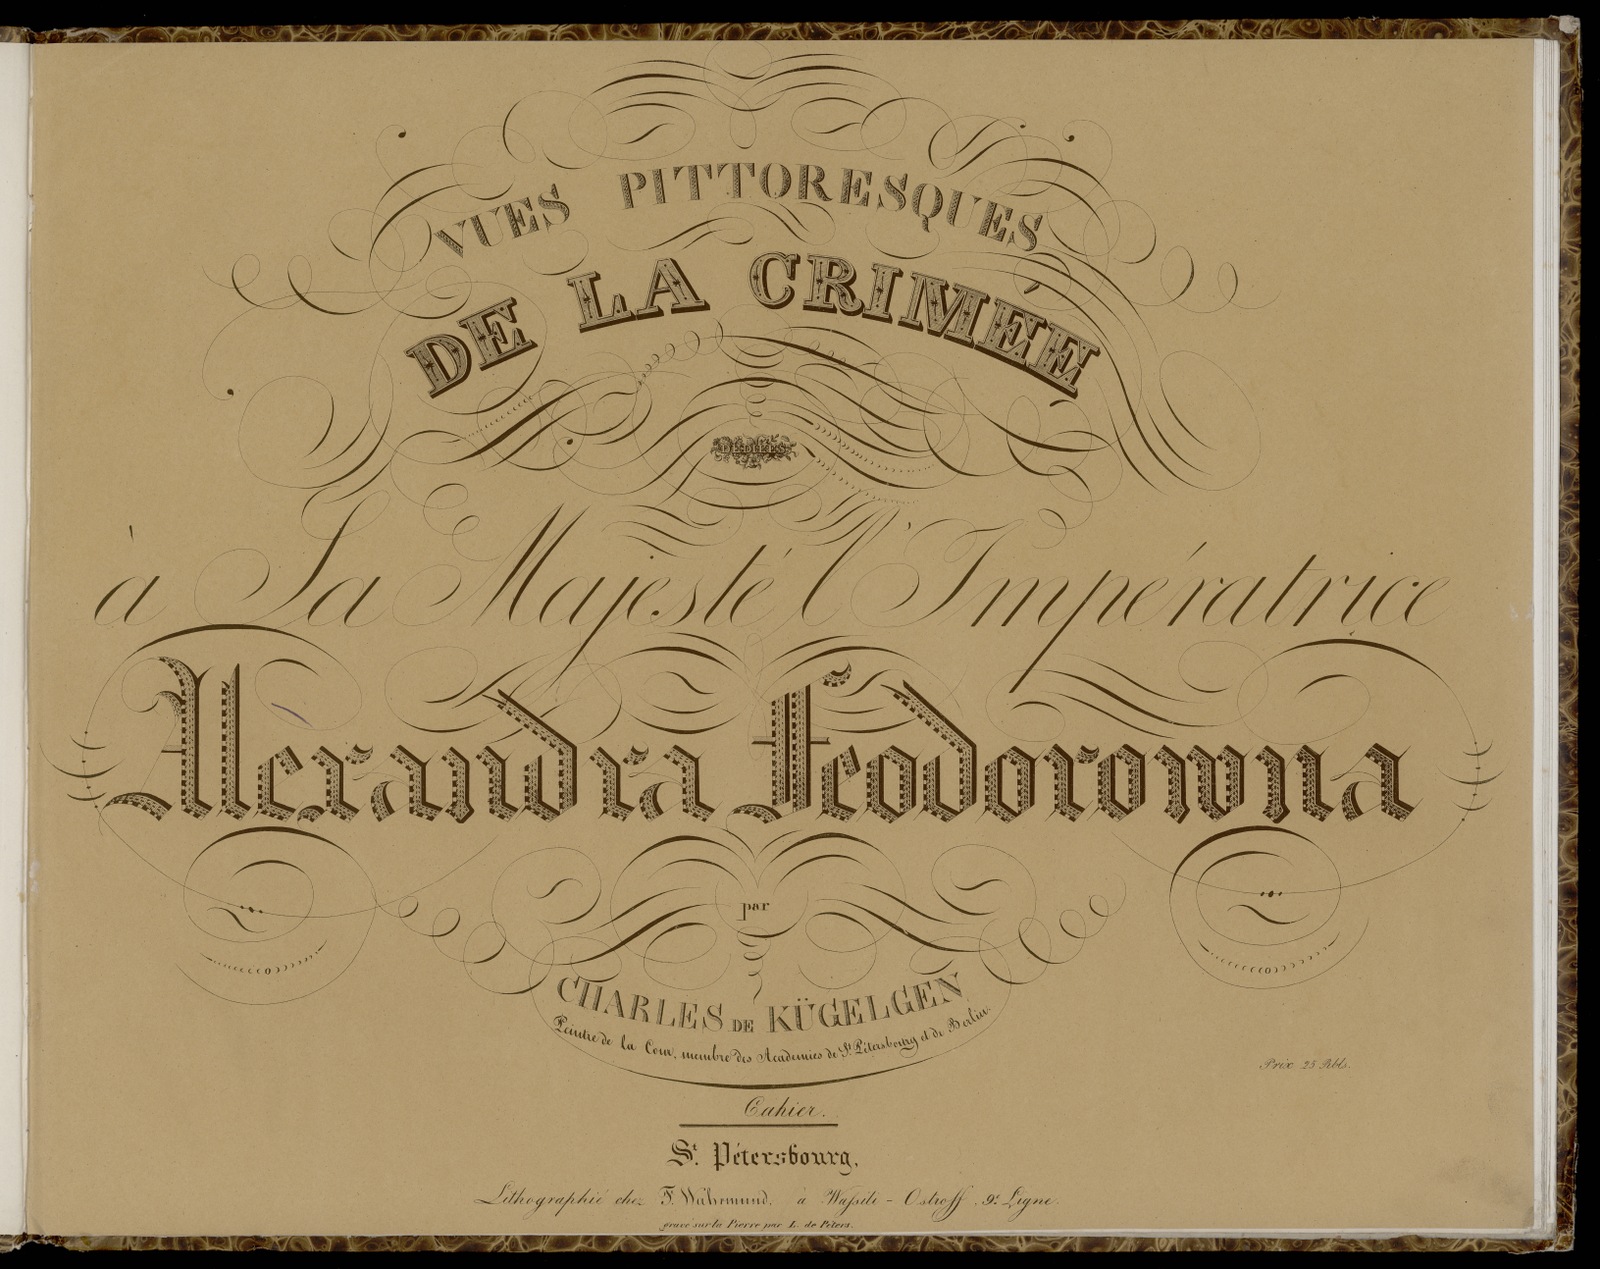 VUES PITTORESQUES
DE LA CRIMÉE
DÉDIÉES
à Sa Majesté l'Impératrice
Alexandra Feodorowna
par
CHARLES DE KÜGELGEN
Peintre de la Cour, membre des Academies de St. Pétersbourg et de Berlin.
Prix 25 Rbls.
Cahier.
St. Pétersbourg,
Lithographié chez F. Wahrmund. à Wassili-Ostroff. 9e Ligne.
gravé sur la Pierre par L. de Péters.